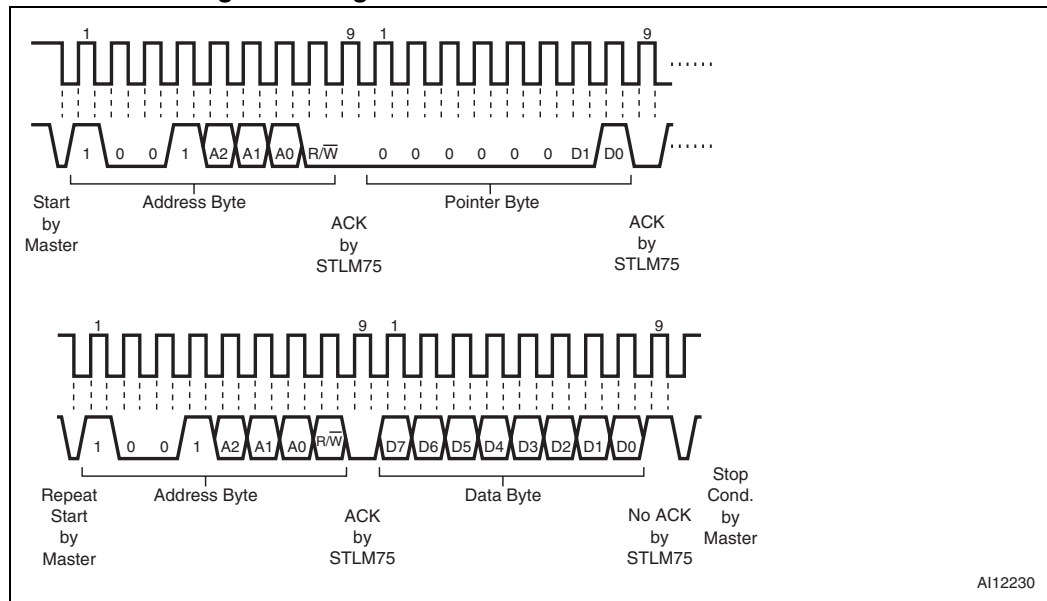 1 9 1 9
1 0 0 1 A2 A1 A0 R/W 0 0 0 0 0 0 D1 D0
Start
by
Master
Address Byte
ACK
by
STLM75
Pointer Byte
ACK
by
STLM75
1 9 1 9
1 0 0 1 A2 A1 A0 R/W D7 D6 D5 D4 D3 D2 D1 D0
Repeat
Start
by
Master
Address Byte
ACK
by
STLM75
Data Byte
No ACK
by
STLM75
Stop
Cond.
by
Master
AI12230